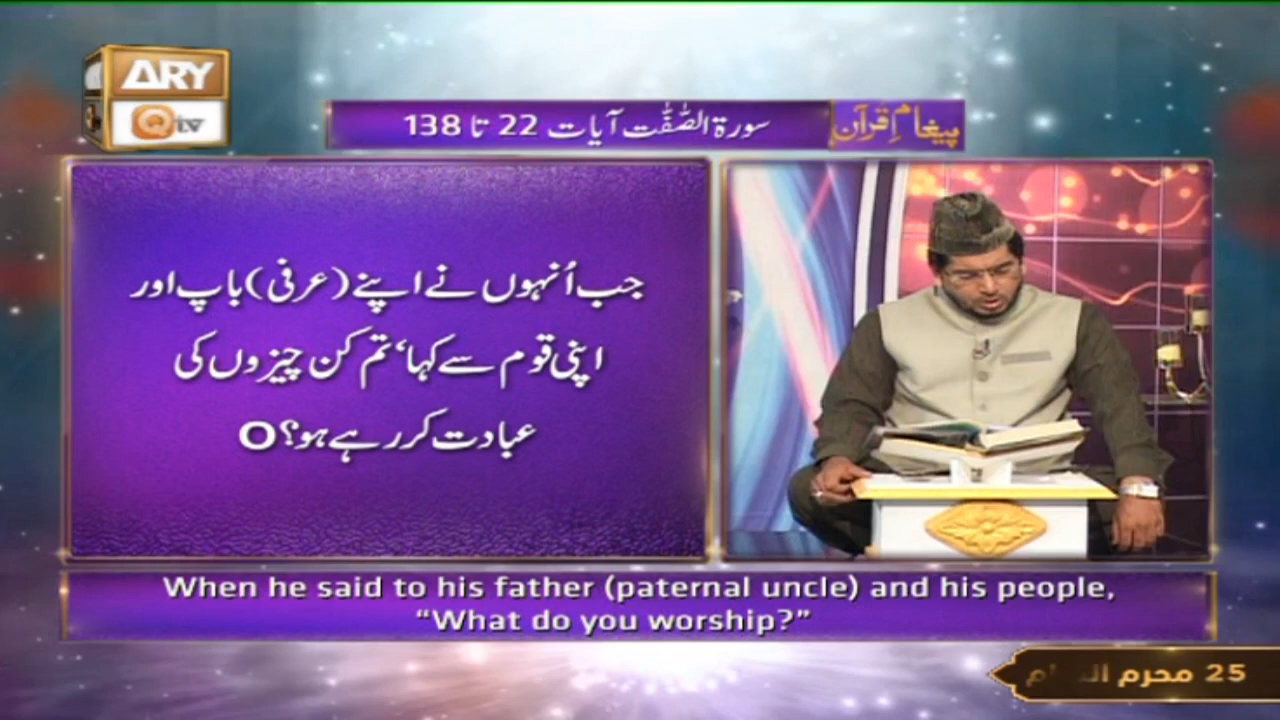 ARY
Qtv
پیغامِ قرآن
سورۃ الصّٰفّٰت آیات 22 تا 138
جب اُنہوں نے اپنے (عرفی) باپ اور
اپنی قوم سے کہا، تم کن چیزوں کی
عبادت کر رہے ہو؟O
When he said to his father (paternal uncle) and his people,
“What do you worship?”
25 محرم